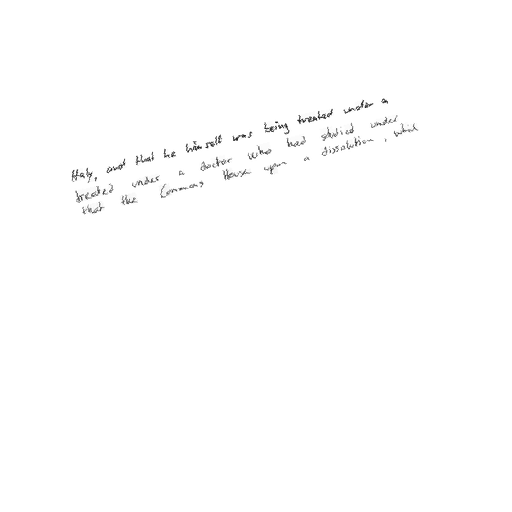 Italy, and that he himself was being treated under a
treated under a doctor who had studied under
that the Commons House upon a dissolution, which